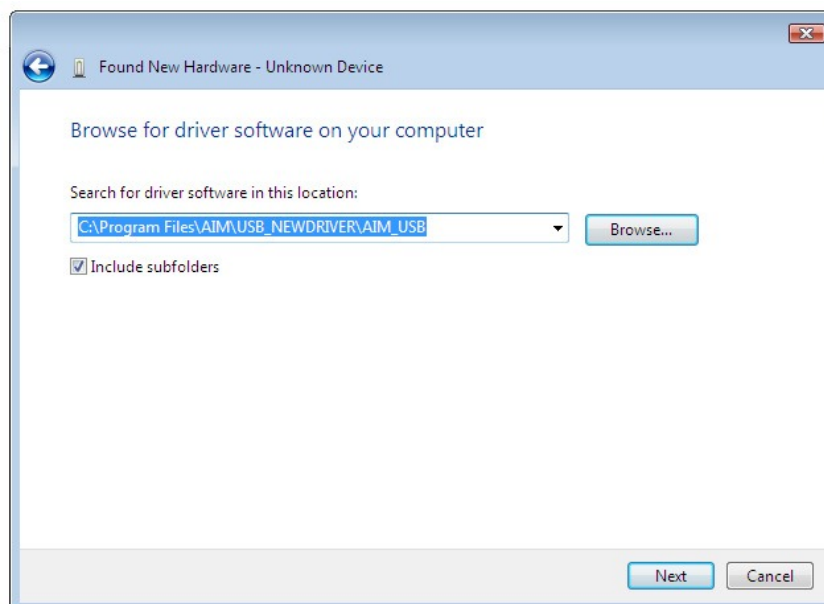 Found New Hardware - Unknown Device
Browse for driver software on your computer
Search for driver software in this location:
C:\Program Files\AIM\USB_NEWDRIVER\AIM_USB
Browse...
Include subfolders
Next
Cancel